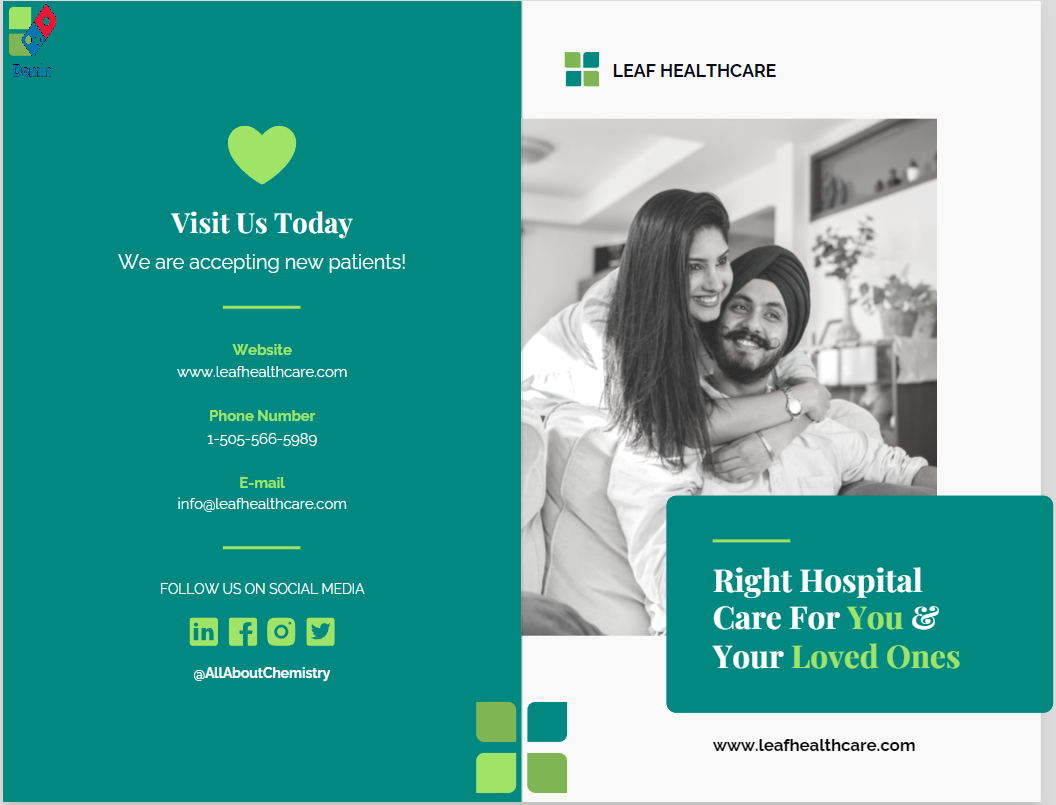 Visit Us Today
We are accepting new patients!
Website
www.leafhealthcare.com
Phone Number
1-505-566-5989
E-mail
info@leafhealthcare.com
FOLLOW US ON SOCIAL MEDIA
in f
@AllAboutChemistry
LEAF HEALTHCARE
Right Hospital
Care For You &
Your Loved Ones
www.leafhealthcare.com